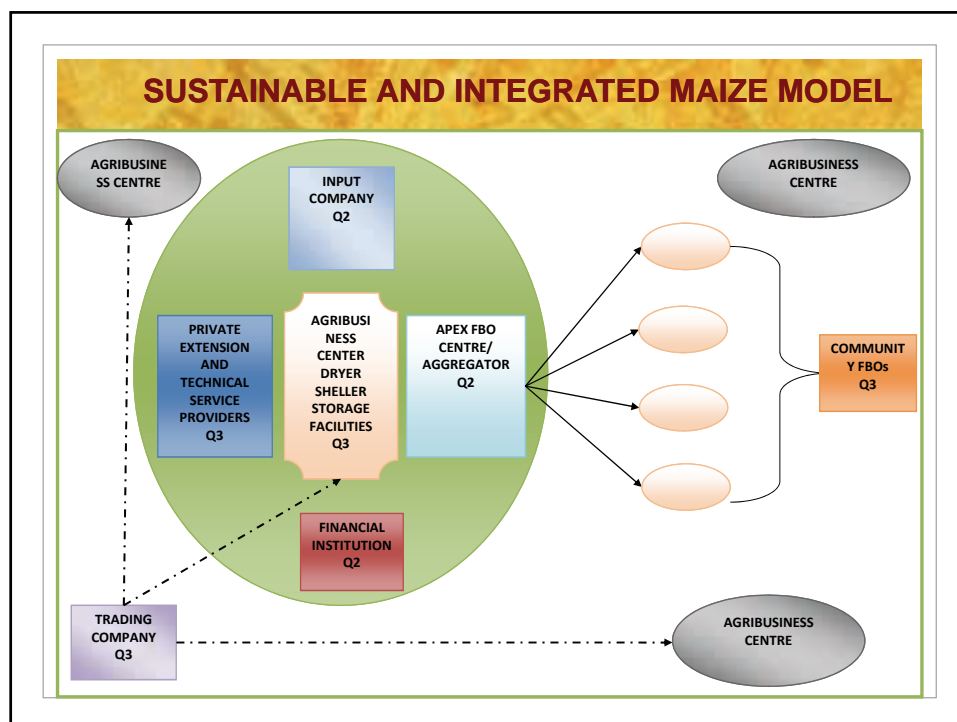 SUSTAINABLE AND INTEGRATED MAIZE MODEL
AGRIBUSINE
SS CENTRE
INPUT
COMPANY
Q2
AGRIBUSINESS
CENTRE
PRIVATE
EXTENSION
AND
TECHNICAL
SERVICE
PROVIDERS
Q3
AGRIBUSI
NESS
CENTER
DRYER
SHELLER
STORAGE
FACILITIES
Q3
APEX FBO
CENTRE/
AGGREGATOR
Q2
COMMUNIT
Y FBOs
Q3
FINANCIAL
INSTITUTION
Q2
TRADING
COMPANY
Q3
AGRIBUSINESS
CENTRE